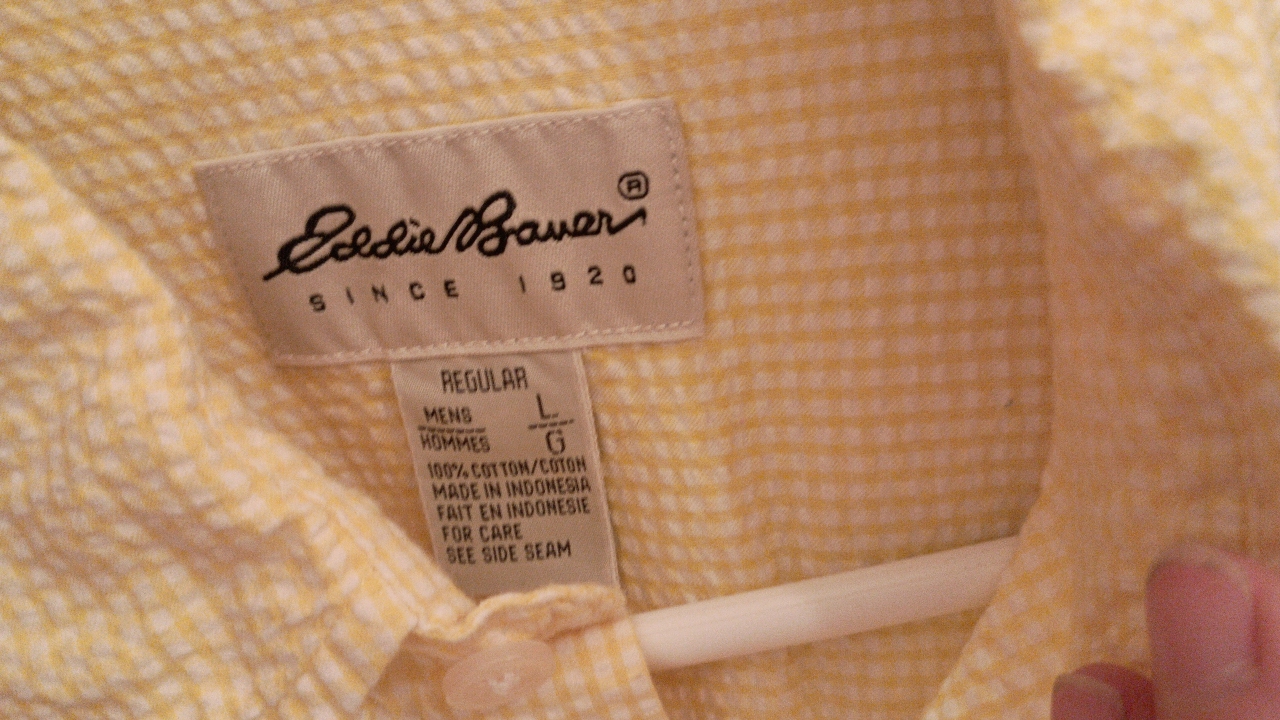 Eddie Bauer ®
SINCE 1920
REGULAR
MENS L
HOMMES G
100% COTTON/COTON
MADE IN INDONESIA
FAIT EN INDONESIE
FOR CARE
SEE SIDE SEAM